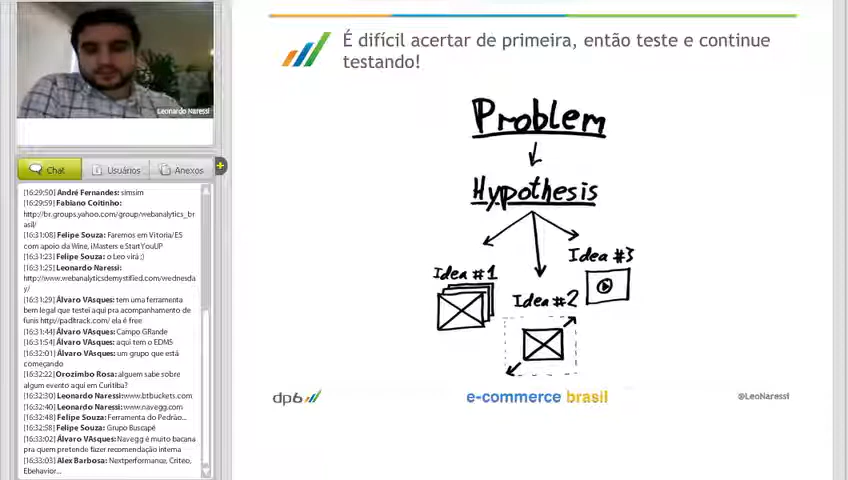 Leonardo Naressi
Chat
Usuários
Anexos
[16:29:50] André Fernandes: simsim
[16:29:59] Fabiano Coitinho:
http://br.groups.yahoo.com/group/webanalytics_br
asil/
[16:31:08] Felipe Souza: Faremos em Vitoria/ES
com apoio da Wine, iMasters e StartYouUP
[16:31:23] Felipe Souza: o Leo virá ;)
[16:31:25] Leonardo Naressi:
http://www.webanalyticsdemystified.com/wednesda
y/
[16:31:29] Álvaro VAsques: tem uma ferramenta
bem legal que testei aqui pra acompanhamento de
funis http://padltrack.com/ ela é free
[16:31:44] Álvaro VAsques: Campo GRande
[16:31:54] Álvaro VAsques: aqui tem o EDMS
[16:32:01] Álvaro VAsques: um grupo que está
começando
[16:32:22] Orozimbo Rosa: alguem sabe sobre
algum evento aqui em Curitiba?
[16:32:30] Leonardo Naressi:www.btbuckets.com
[16:32:40] Leonardo Naressi:www.navegg.com
[16:32:48] Felipe Souza: Ferramenta do Pedrão...
[16:32:58] Felipe Souza: Grupo Buscapé
[16:33:02] Álvaro VAsques: Navegg é muito bacana
pra quem pretende fazer recomendação interna
[16:33:03] Alex Barbosa: Nextperformance, Criteo,
Ebehavior...
É difícil acertar de primeira, então teste e continue
testando!
Problem
Hypothesis
Idea #1
Idea #2
Idea #3
dp6
e-commerce brasil
@LeoNaressi